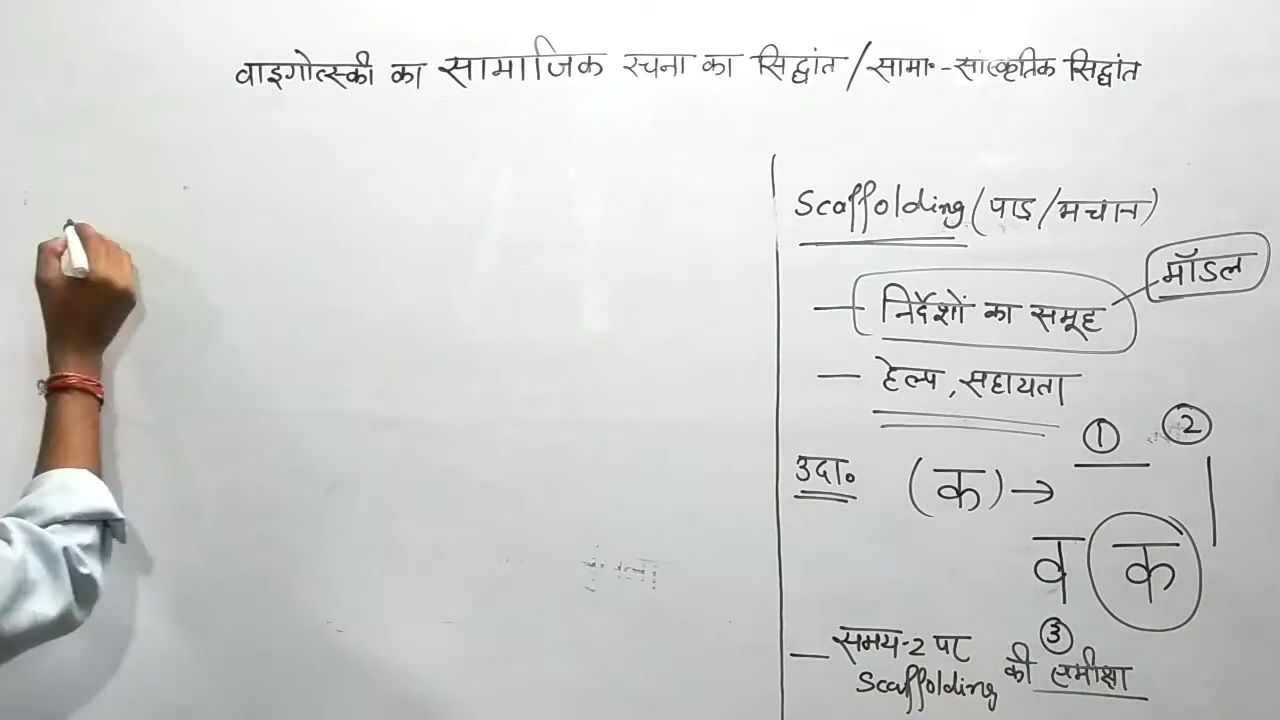 वाइगोत्स्की का सामाजिक रचना का सिद्धांत / सामा॰-सांस्कृतिक सिद्धांत
Scaffolding (पाड़ / मचान)
— निर्देशों का समूह
मॉडल
— हेल्प, सहायता
उदा॰ (क) →
① —
② |
व क
③
— समय-2 पर Scaffolding की समीक्षा